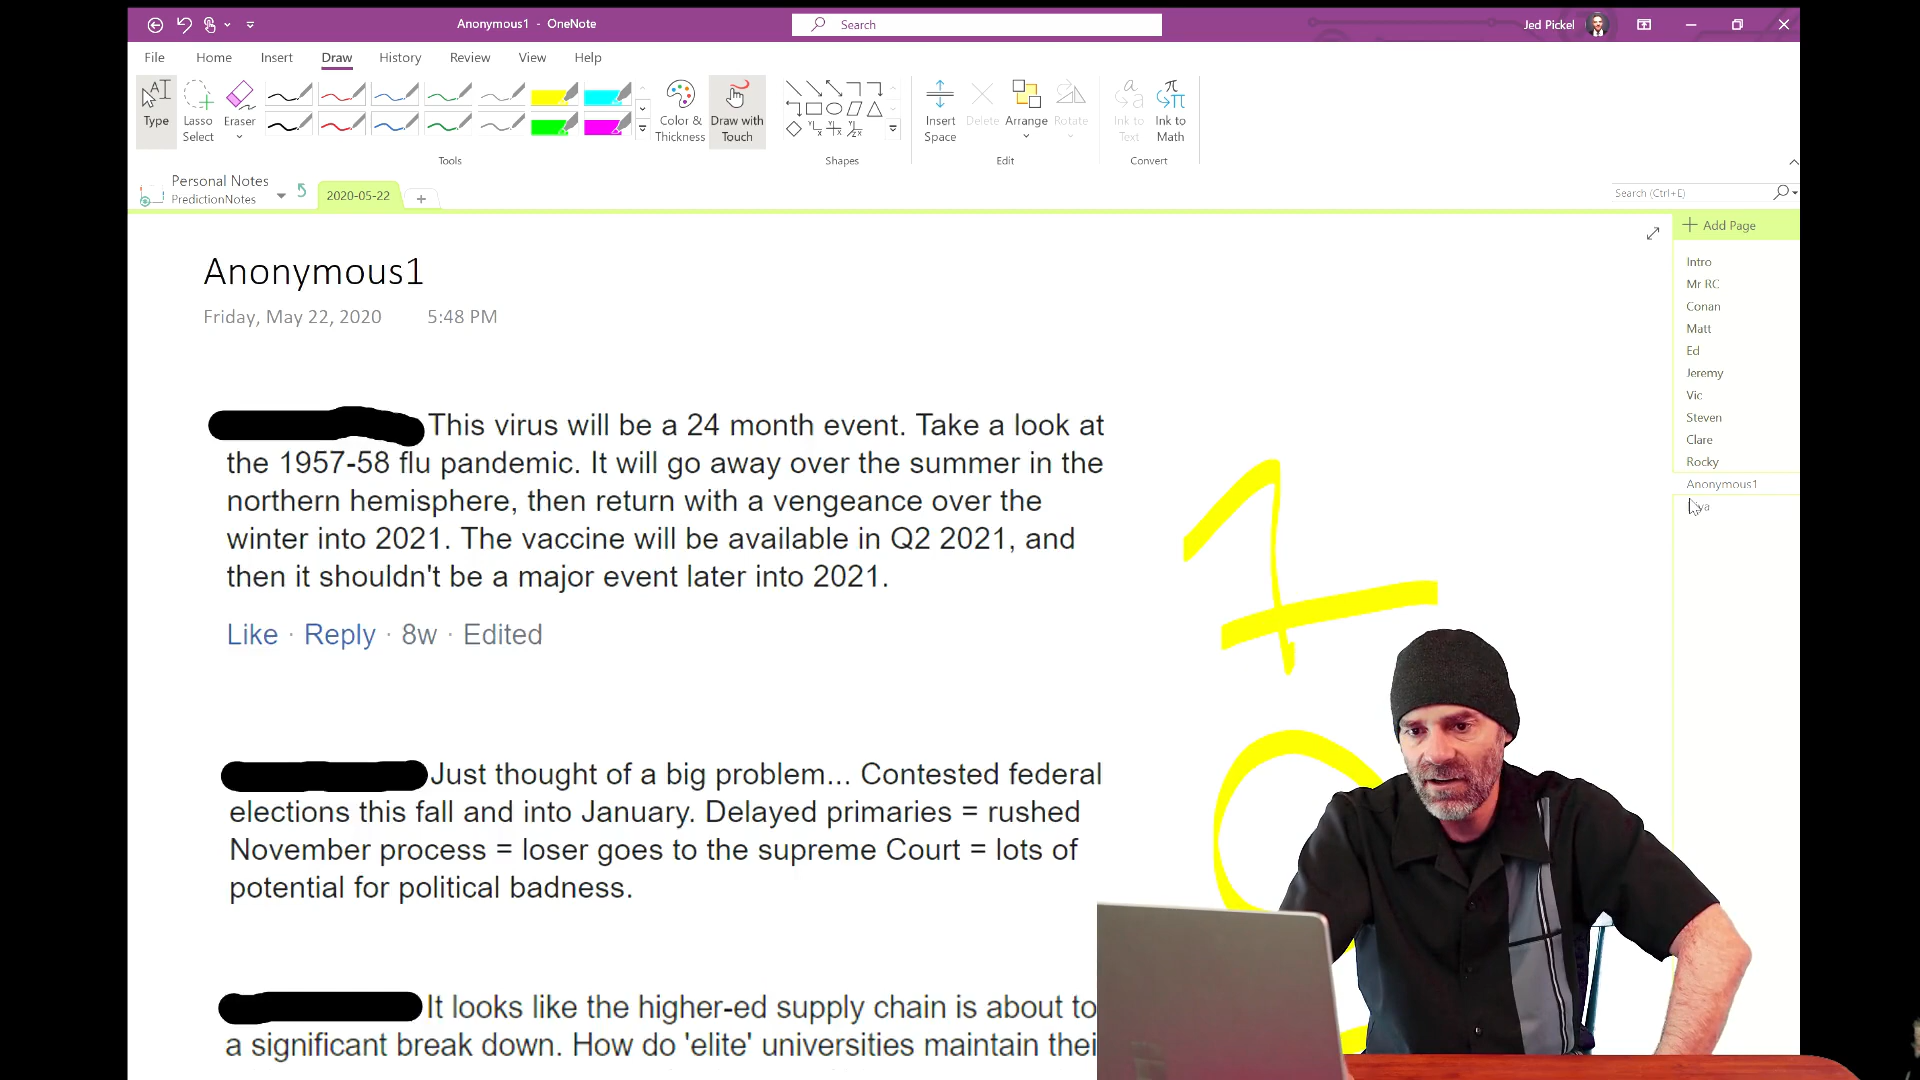 Anonymous1 - OneNote
Search
Jed Pickel
File Home Insert Draw History Review View Help
Type
Lasso Select
Eraser
Color & Thickness
Draw with Touch
Insert Space
Delete
Arrange
Rotate
Ink to Text
Ink to Math
Tools
Shapes
Edit
Convert
Personal Notes
PredictionNotes
2020-05-22
Search (Ctrl+E)
Add Page
Anonymous1
Friday, May 22, 2020 5:48 PM
This virus will be a 24 month event. Take a look at
the 1957-58 flu pandemic. It will go away over the summer in the
northern hemisphere, then return with a vengeance over the
winter into 2021. The vaccine will be available in Q2 2021, and
then it shouldn't be a major event later into 2021.
Like · Reply · 8w · Edited
Just thought of a big problem... Contested federal
elections this fall and into January. Delayed primaries = rushed
November process = loser goes to the supreme Court = lots of
potential for political badness.
It looks like the higher-ed supply chain is about to
a significant break down. How do 'elite' universities maintain
1
Intro
Mr RC
Conan
Matt
Ed
Jeremy
Vic
Steven
Clare
Rocky
Anonymous1